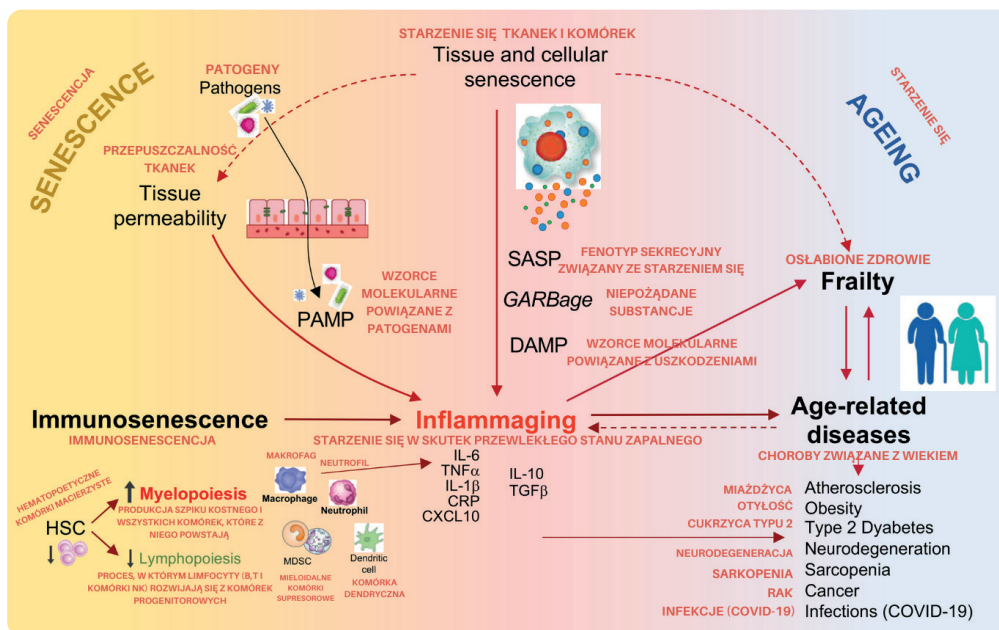 STARZENIE SIĘ TKANEK I KOMÓREK
Tissue and cellular
senescence
SENESCENCJA
SENESCENCE
PATOGENY
Pathogens
PRZEPUSZCZALNOŚĆ
TKANEK
Tissue
permeability
WZORCE
MOLEKULARNE
POWIĄZANE Z
PATOGENAMI
PAMP
SASP
FENOTYP SEKRECYJNY
ZWIĄZANY ZE STARZENIEM SIĘ
GARBage
NIEPOŻĄDANE
SUBSTANCJE
DAMP
WZORCE MOLEKULARNE
POWIĄZANE Z USZKODZENIAMI
STARZENIE SIĘ
AGEING
OSŁABIONE ZDROWIE
Frailty
Immunosenescence
IMMUNOSENESCENCJA
Inflammaging
STARZENIE SIĘ W SKUTEK PRZEWLEKŁEGO STANU ZAPALNEGO
IL-6
TNFα
IL-1β
CRP
CXCL10
IL-10
TGFβ
Age-related
diseases
CHOROBY ZWIĄZANE Z WIEKIEM
HEMATOPOETYCZNE
KOMÓRKI MACIERZYSTE
HSC
Myelopoiesis
PRODUKCJA SZPIKU KOSTNEGO I
WSZYSTKICH KOMÓREK, KTÓRE Z
NIEGO POWSTAJĄ
Lymphopoiesis
PROCES, W KTÓRYM LIMFOCYTY (B,T I
KOMÓRKI NK) ROZWIJAJĄ SIĘ Z KOMÓREK
PROGENITOROWYCH
MAKROFAG
Macrophage
NEUTROFIL
Neutrophil
MDSC
MIELOIDALNE
KOMÓRKI
SUPRESOROWE
Dendritic
cell
KOMÓRKA
DENDRYCZNA
MIAŻDŻYCA Atherosclerosis
OTYŁOŚĆ Obesity
CUKRZYCA TYPU 2 Type 2 Dyabetes
NEURODEGENERACJA Neurodegeneration
SARKOPENIA Sarcopenia
RAK Cancer
INFEKCJE (COVID-19) Infections (COVID-19)